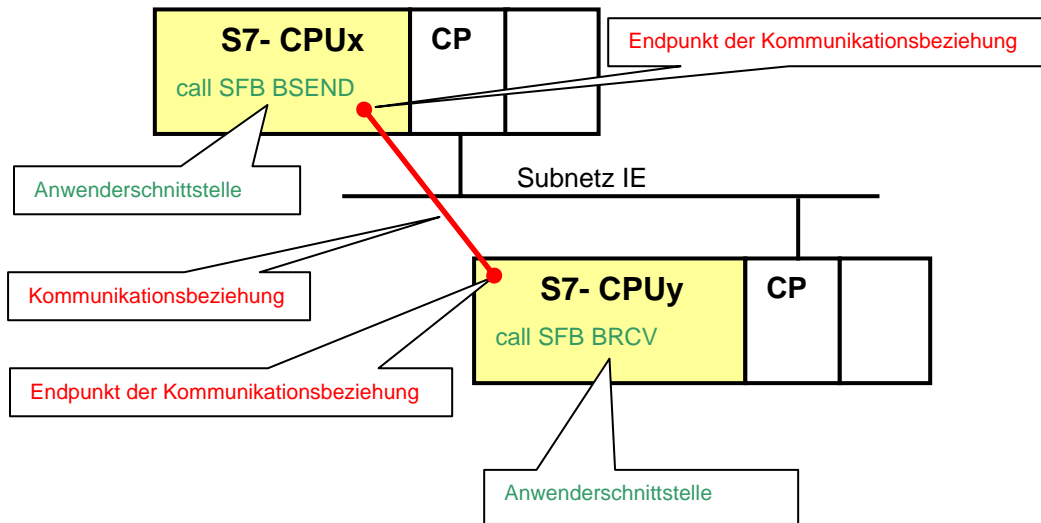 S7- CPUx
CP
Endpunkt der Kommunikationsbeziehung
call SFB BSEND
Anwenderschnittstelle
Subnetz IE
Kommunikationsbeziehung
S7- CPUy
CP
call SFB BRCV
Endpunkt der Kommunikationsbeziehung
Anwenderschnittstelle